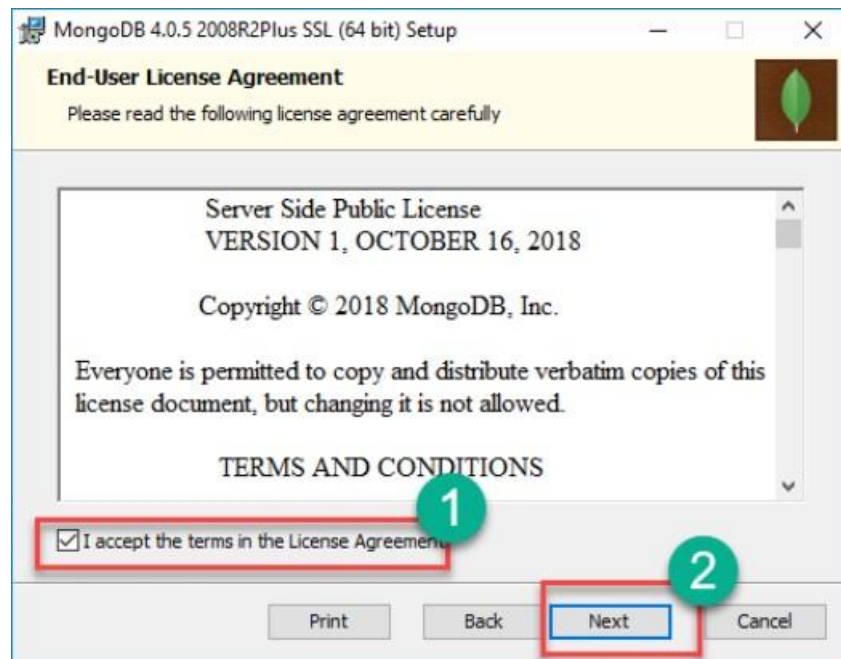 MongoDB 4.0.5 2008R2Plus SSL (64 bit) Setup
End-User License Agreement
Please read the following license agreement carefully
Server Side Public License
VERSION 1, OCTOBER 16, 2018
Copyright © 2018 MongoDB, Inc.
Everyone is permitted to copy and distribute verbatim copies of this
license document, but changing it is not allowed.
TERMS AND CONDITIONS
1
I accept the terms in the License Agreement
2
Print Back Next Cancel